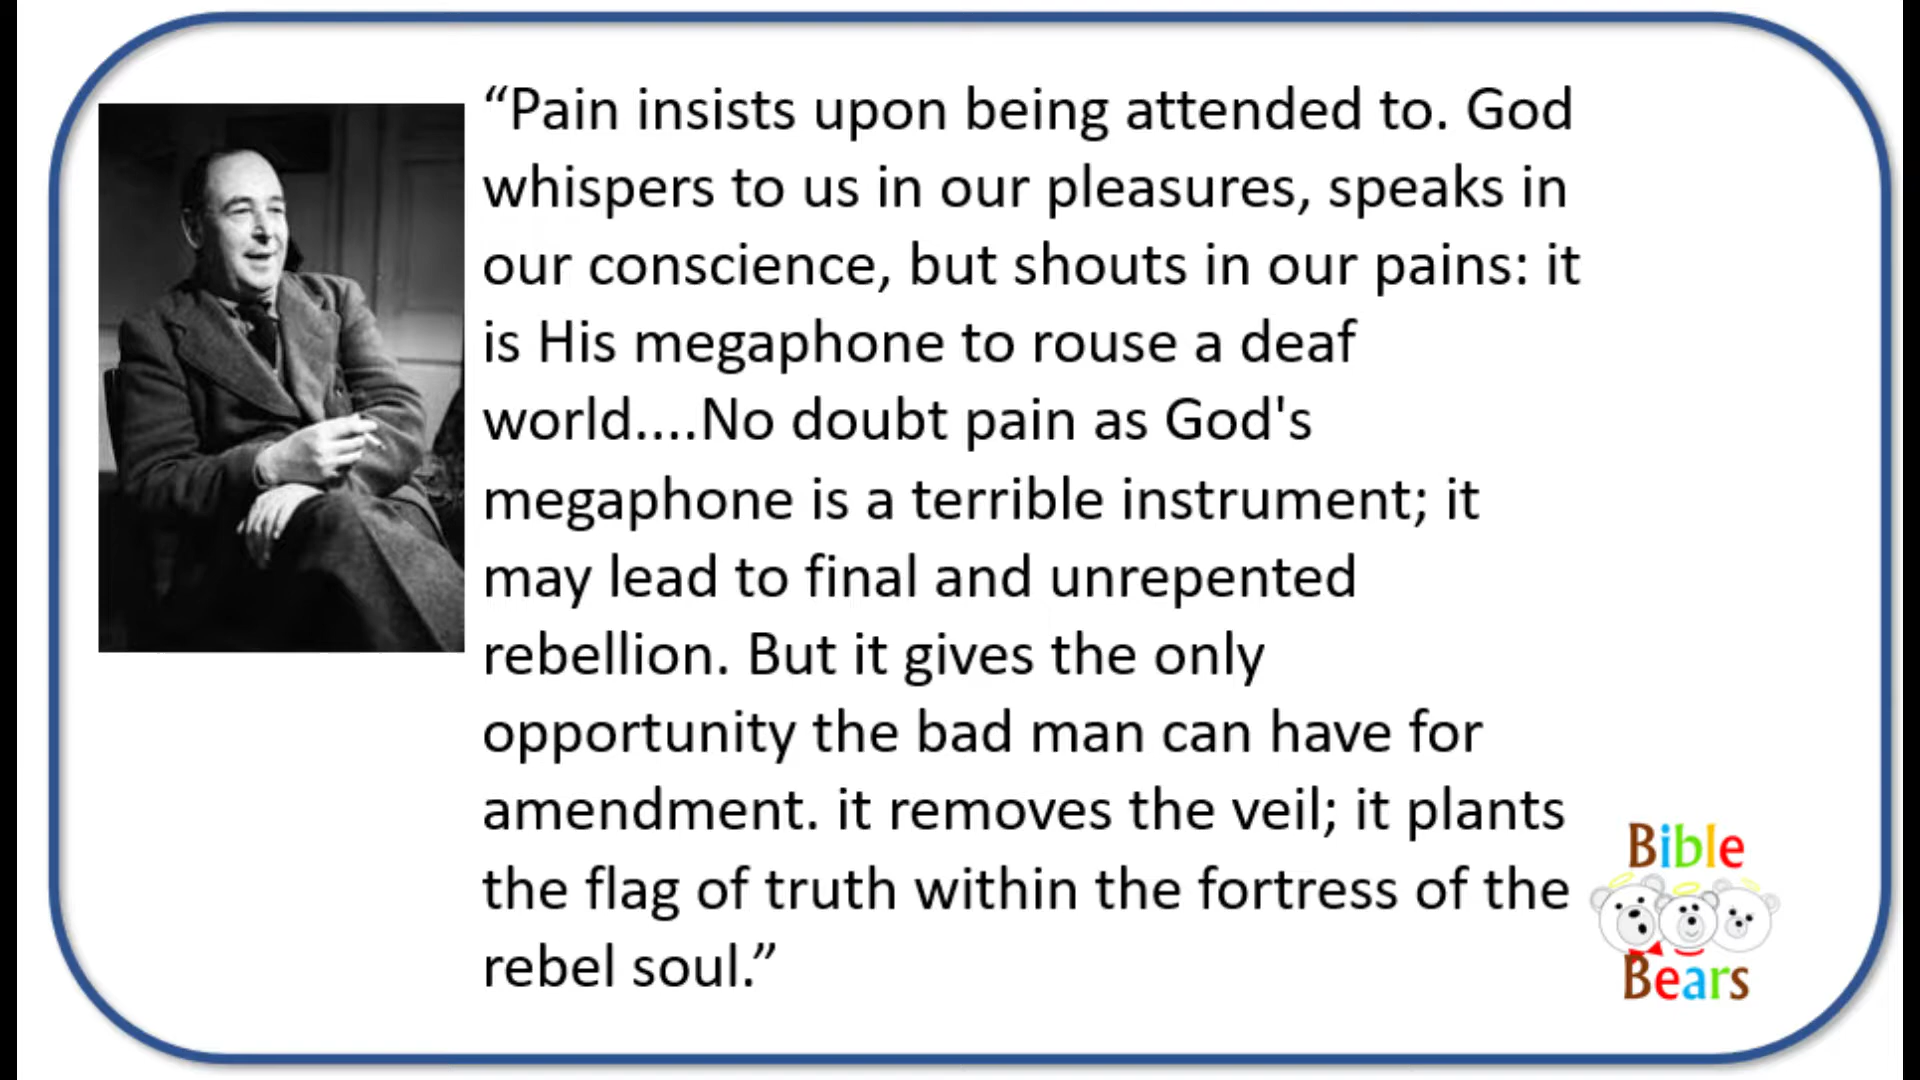 “Pain insists upon being attended to. God
whispers to us in our pleasures, speaks in
our conscience, but shouts in our pains: it
is His megaphone to rouse a deaf
world....No doubt pain as God's
megaphone is a terrible instrument; it
may lead to final and unrepented
rebellion. But it gives the only
opportunity the bad man can have for
amendment. it removes the veil; it plants
the flag of truth within the fortress of the
rebel soul.”
Bible
Bears